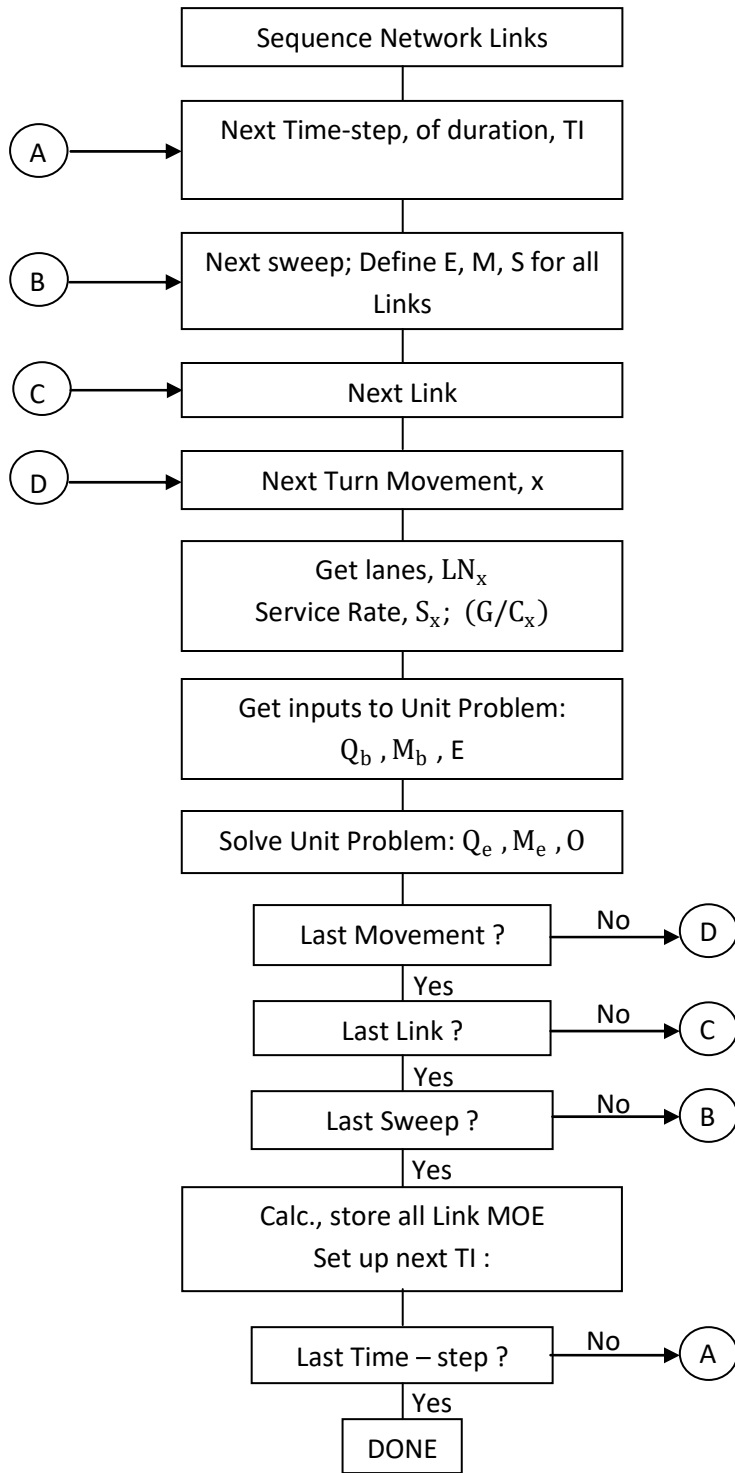 Sequence Network Links
Next Time-step, of duration, TI
A
Next sweep; Define E, M, S for all
Links
B
Next Link
C
Next Turn Movement, x
D
Get lanes, LNₓ
Service Rate, Sₓ; (G/Cₓ)
Get inputs to Unit Problem:
Q_b , M_b , E
Solve Unit Problem: Qₑ , Mₑ , O
Last Movement ?
No
D
Yes
Last Link ?
No
C
Yes
Last Sweep ?
No
B
Yes
Calc., store all Link MOE
Set up next TI :
Last Time – step ?
No
A
Yes
DONE